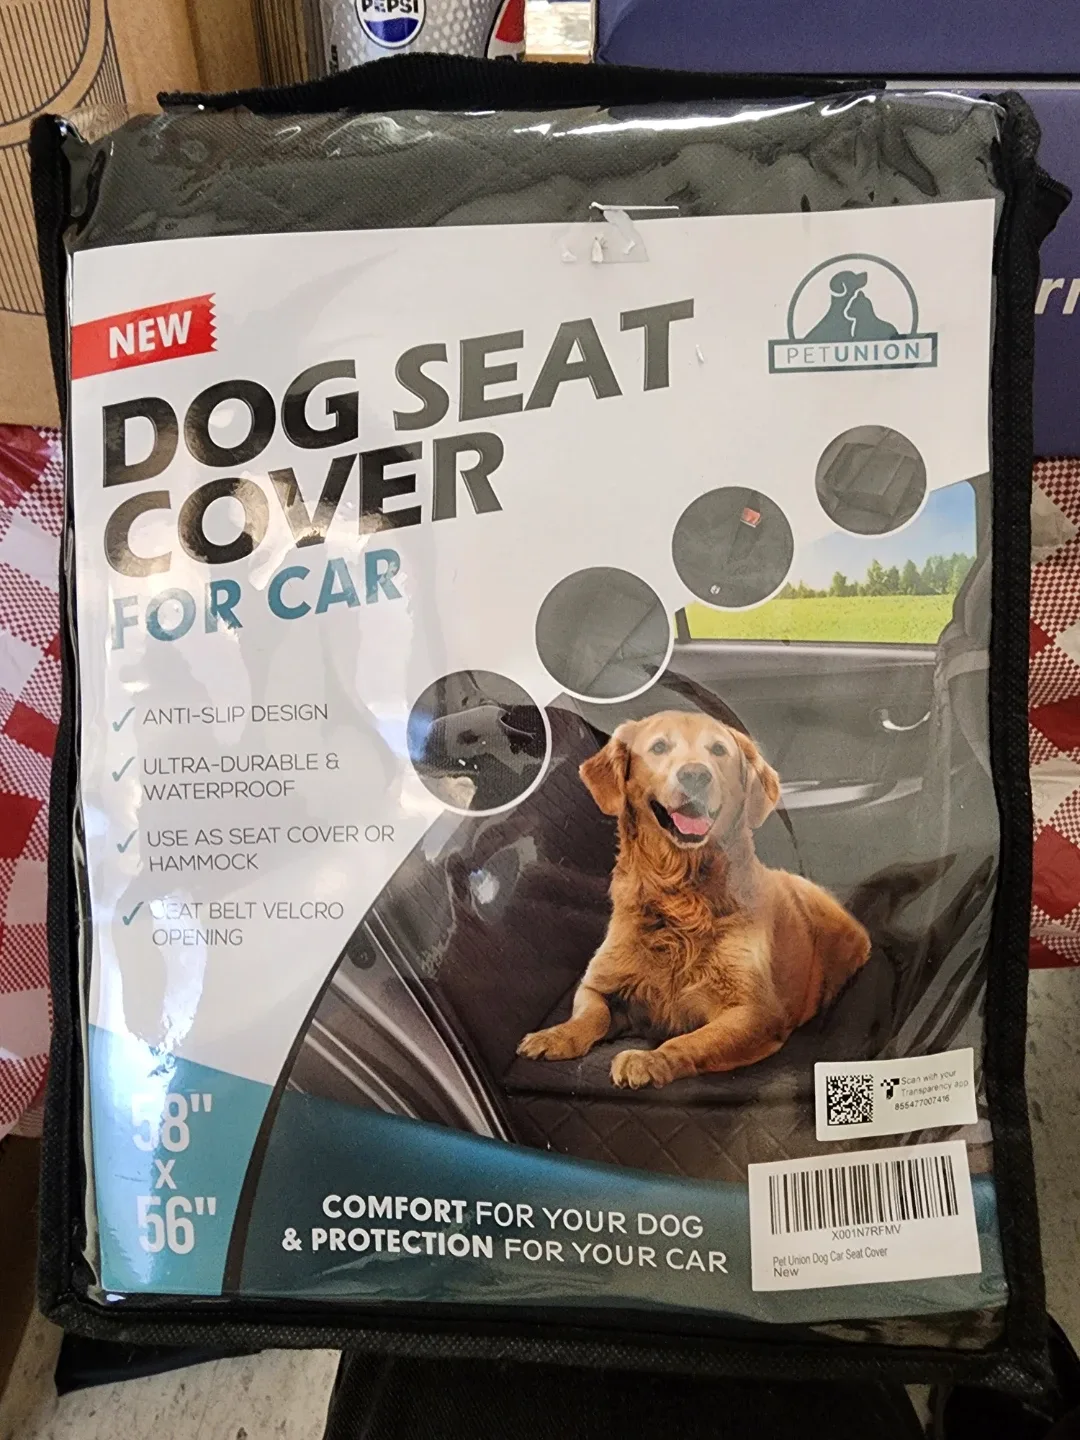 PEPSI
NEW
PETUNION
DOG SEAT
COVER
FOR CAR
✓ ANTI-SLIP DESIGN
✓ ULTRA-DURABLE &
WATERPROOF
✓ USE AS SEAT COVER OR
HAMMOCK
✓ SEAT BELT VELCRO
OPENING
58"
X
56"
COMFORT FOR YOUR DOG
& PROTECTION FOR YOUR CAR
Scan with your
Transparency app
855477007416
X001N7RFMV
Pet Union Dog Car Seat Cover
New